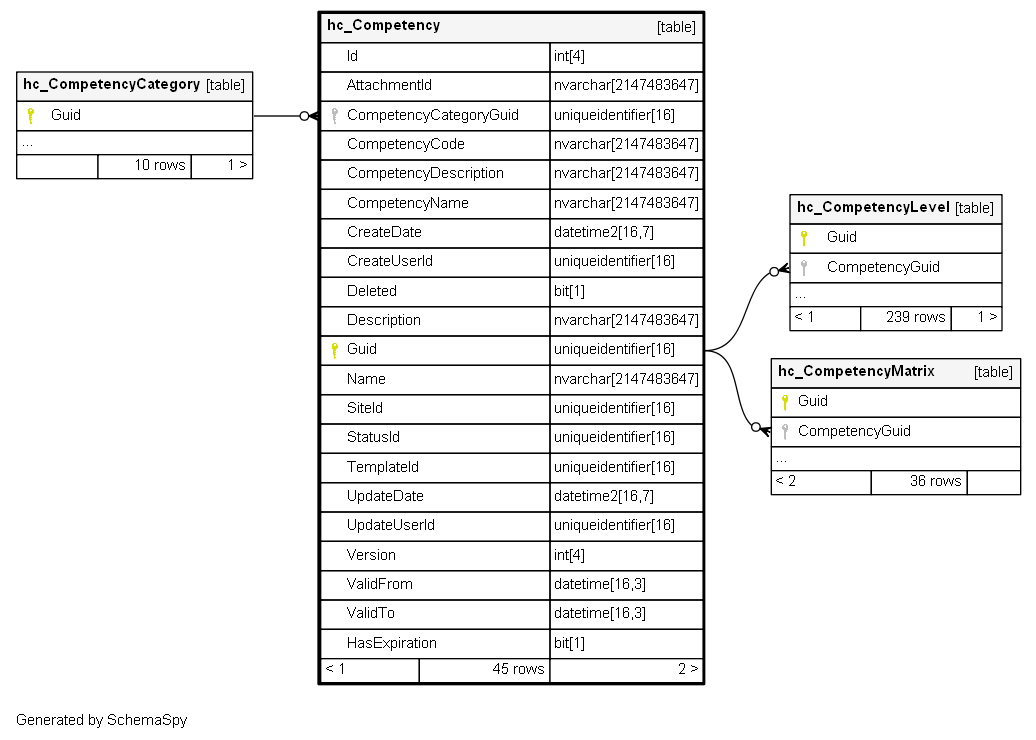 hc_CompetencyCategory [table]
Guid
...
10 rows 1 >
hc_Competency [table]
Id int[4]
AttachmentId nvarchar[2147483647]
CompetencyCategoryGuid uniqueidentifier[16]
CompetencyCode nvarchar[2147483647]
CompetencyDescription nvarchar[2147483647]
CompetencyName nvarchar[2147483647]
CreateDate datetime2[16,7]
CreateUserId uniqueidentifier[16]
Deleted bit[1]
Description nvarchar[2147483647]
Guid uniqueidentifier[16]
Name nvarchar[2147483647]
SiteId uniqueidentifier[16]
StatusId uniqueidentifier[16]
TemplateId uniqueidentifier[16]
UpdateDate datetime2[16,7]
UpdateUserId uniqueidentifier[16]
Version int[4]
ValidFrom datetime[16,3]
ValidTo datetime[16,3]
HasExpiration bit[1]
< 1 45 rows 2 >
hc_CompetencyLevel [table]
Guid
CompetencyGuid
...
< 1 239 rows 1 >
hc_CompetencyMatrix [table]
Guid
CompetencyGuid
...
< 2 36 rows
Generated by SchemaSpy